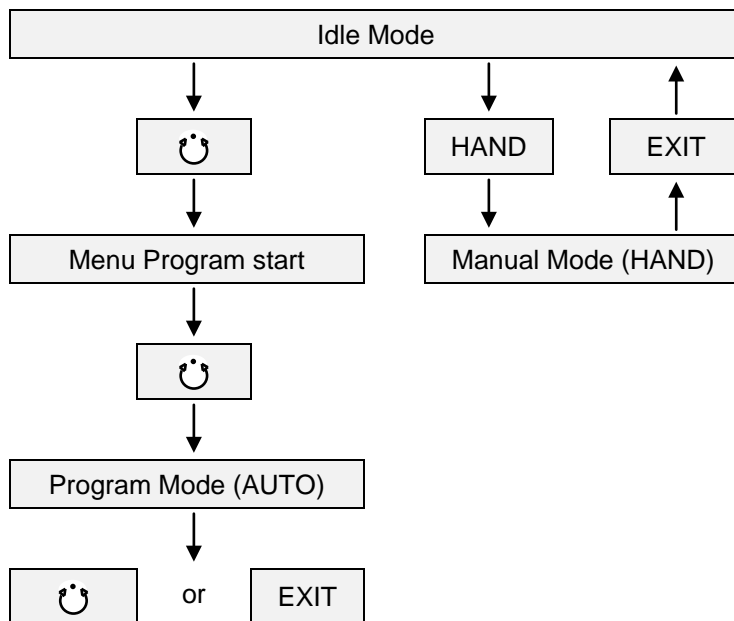 Idle Mode
HAND EXIT
Menu Program start Manual Mode (HAND)
Program Mode (AUTO)
or EXIT